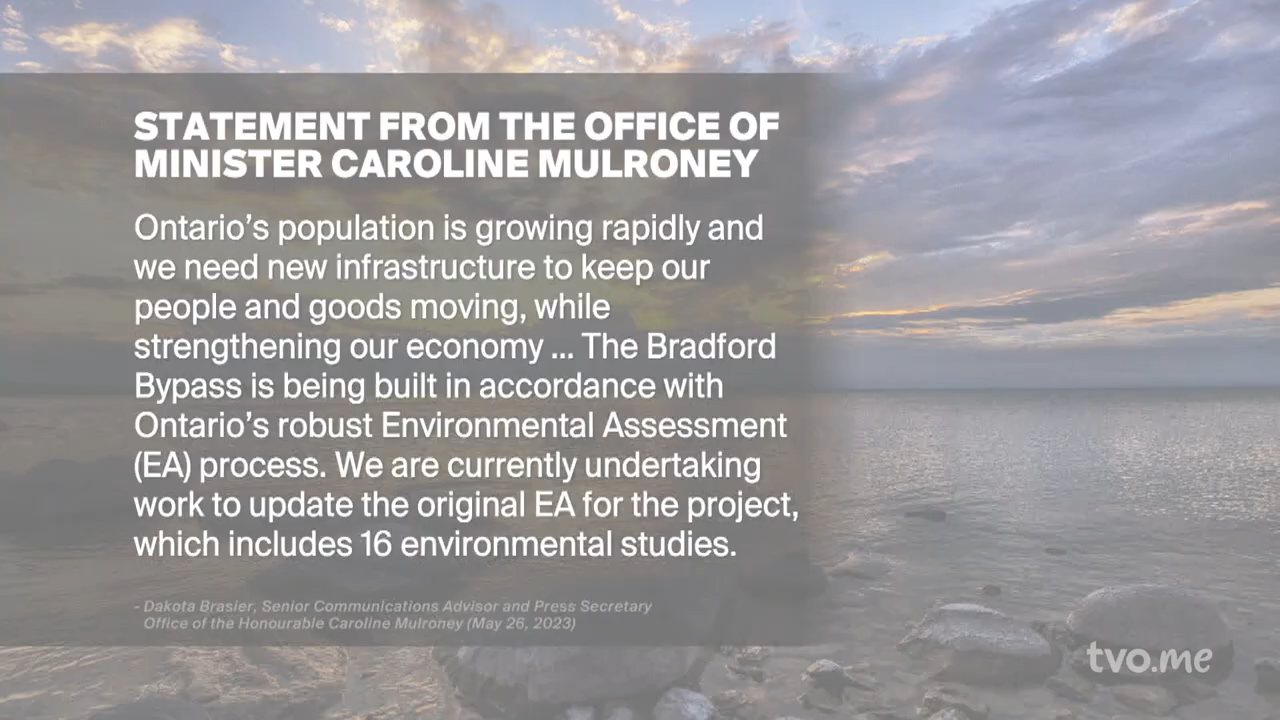 STATEMENT FROM THE OFFICE OF
MINISTER CAROLINE MULRONEY
Ontario’s population is growing rapidly and
we need new infrastructure to keep our
people and goods moving, while
strengthening our economy ... The Bradford
Bypass is being built in accordance with
Ontario’s robust Environmental Assessment
(EA) process. We are currently undertaking
work to update the original EA for the project,
which includes 16 environmental studies.
- Dakota Brasier, Senior Communications Advisor and Press Secretary
Office of the Honourable Caroline Mulroney (May 26, 2023)
tvo.me